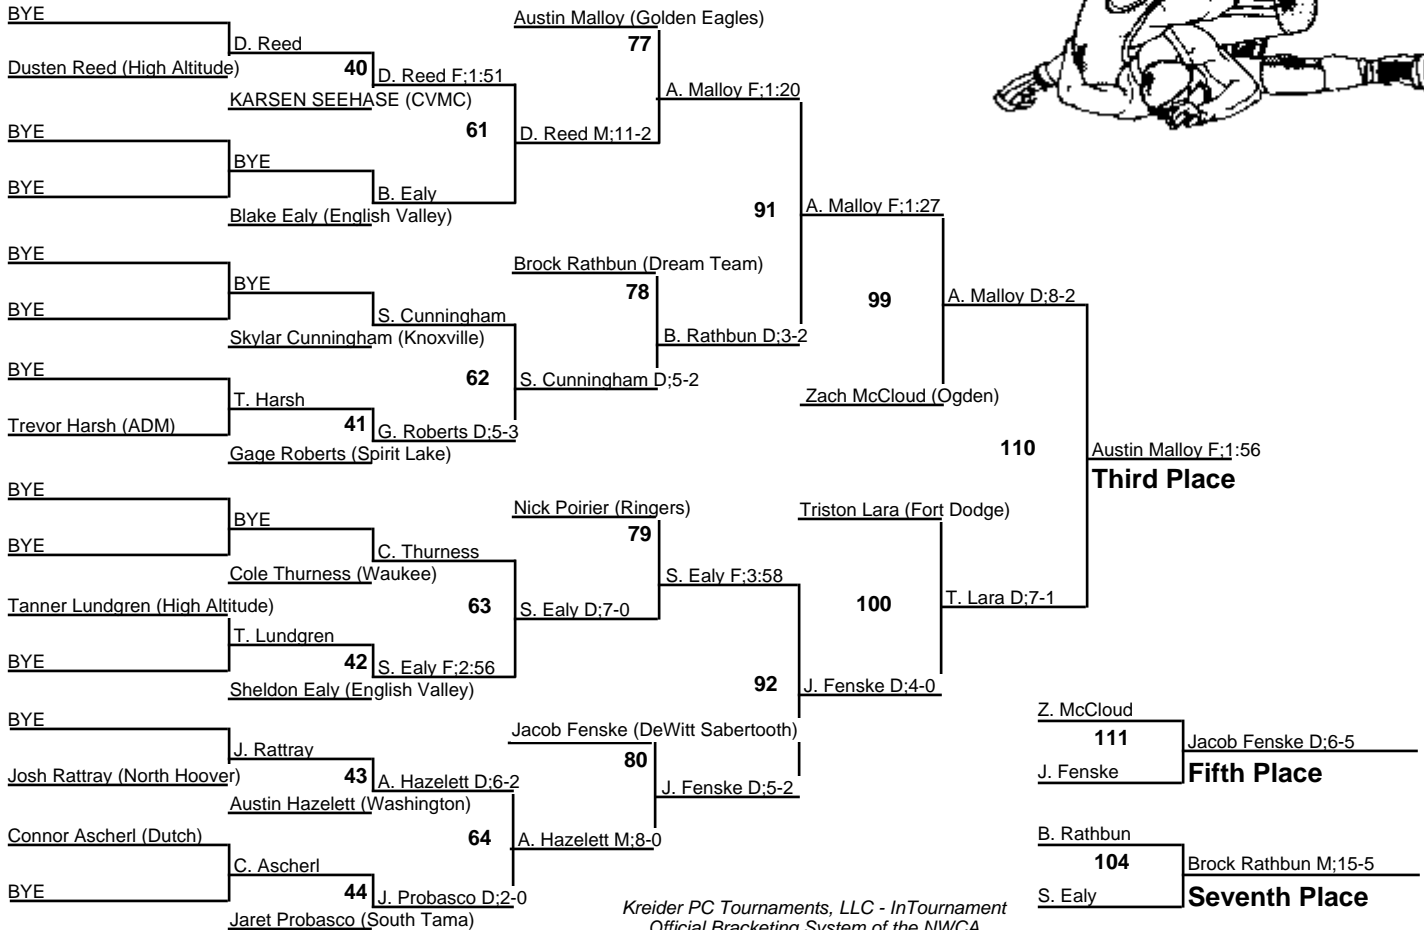 BYE
Austin Malloy (Golden Eagles)
D. Reed
77
Dusten Reed (High Altitude)
40
D. Reed F;1:51
A. Malloy F;1:20
KARSEN SEEHASE (CVMC)
BYE
61
D. Reed M;11-2
BYE
BYE
B. Ealy
Blake Ealy (English Valley)
91
A. Malloy F;1:27
BYE
Brock Rathbun (Dream Team)
BYE
78
99
A. Malloy D;8-2
BYE
S. Cunningham
Skylar Cunningham (Knoxville)
B. Rathbun D;3-2
BYE
62
S. Cunningham D;5-2
T. Harsh
Zach McCloud (Ogden)
Trevor Harsh (ADM)
41
G. Roberts D;5-3
Gage Roberts (Spirit Lake)
110
Austin Malloy F;1:56
Third Place
BYE
Nick Poirier (Ringers)
Triston Lara (Fort Dodge)
BYE
79
BYE
C. Thurness
Cole Thurness (Waukee)
S. Ealy F;3:58
Tanner Lundgren (High Altitude)
63
S. Ealy D;7-0
100
T. Lara D;7-1
T. Lundgren
BYE
42
S. Ealy F;2:56
Sheldon Ealy (English Valley)
92
J. Fenske D;4-0
BYE
Z. McCloud
Jacob Fenske (DeWitt Sabertooth)
111
Jacob Fenske D;6-5
J. Rattray
80
Josh Rattray (North Hoover)
43
A. Hazelett D;6-2
J. Fenske D;5-2
J. Fenske
Fifth Place
Austin Hazelett (Washington)
Connor Ascherl (Dutch)
64
A. Hazelett M;8-0
B. Rathbun
C. Ascherl
104
Brock Rathbun M;15-5
BYE
44
J. Probasco D;2-0
S. Ealy
Seventh Place
Jaret Probasco (South Tama)
Kreider PC Tournaments, LLC - InTournament
Official Bracketing System of the NWCA